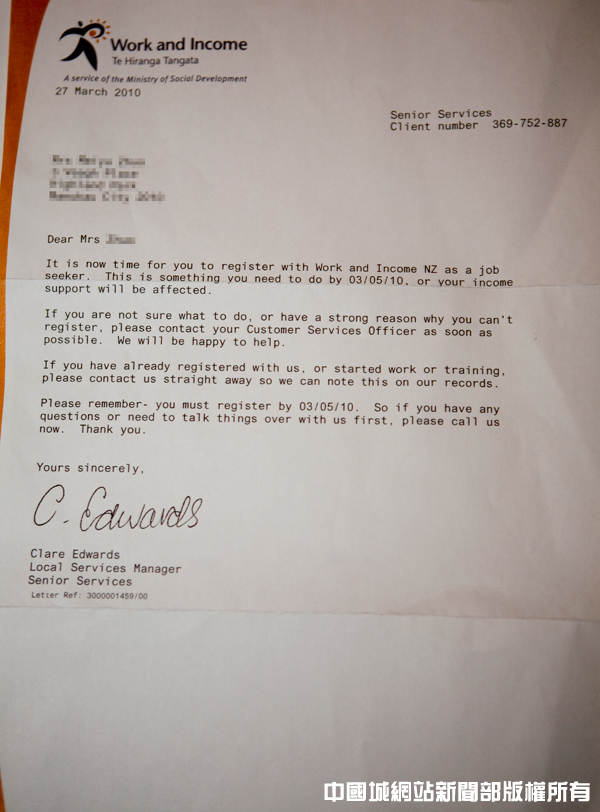 Work and Income
Te Hiranga Tangata
A service of the Ministry of Social Development
27 March 2010
Senior Services
Client number 369-752-887
Dear Mrs
It is now time for you to register with Work and Income NZ as a job
seeker. This is something you need to do by 03/05/10, or your income
support will be affected.
If you are not sure what to do, or have a strong reason why you can't
register, please contact your Customer Services Officer as soon as
possible. We will be happy to help.
If you have already registered with us, or started work or training,
please contact us straight away so we can note this on our records.
Please remember- you must register by 03/05/10. So if you have any
questions or need to talk things over with us first, please call us
now. Thank you.
Yours sincerely,
C. Edwards
Clare Edwards
Local Services Manager
Senior Services
Letter Ref: 3000001459/00
中國城網站新聞部版權所有